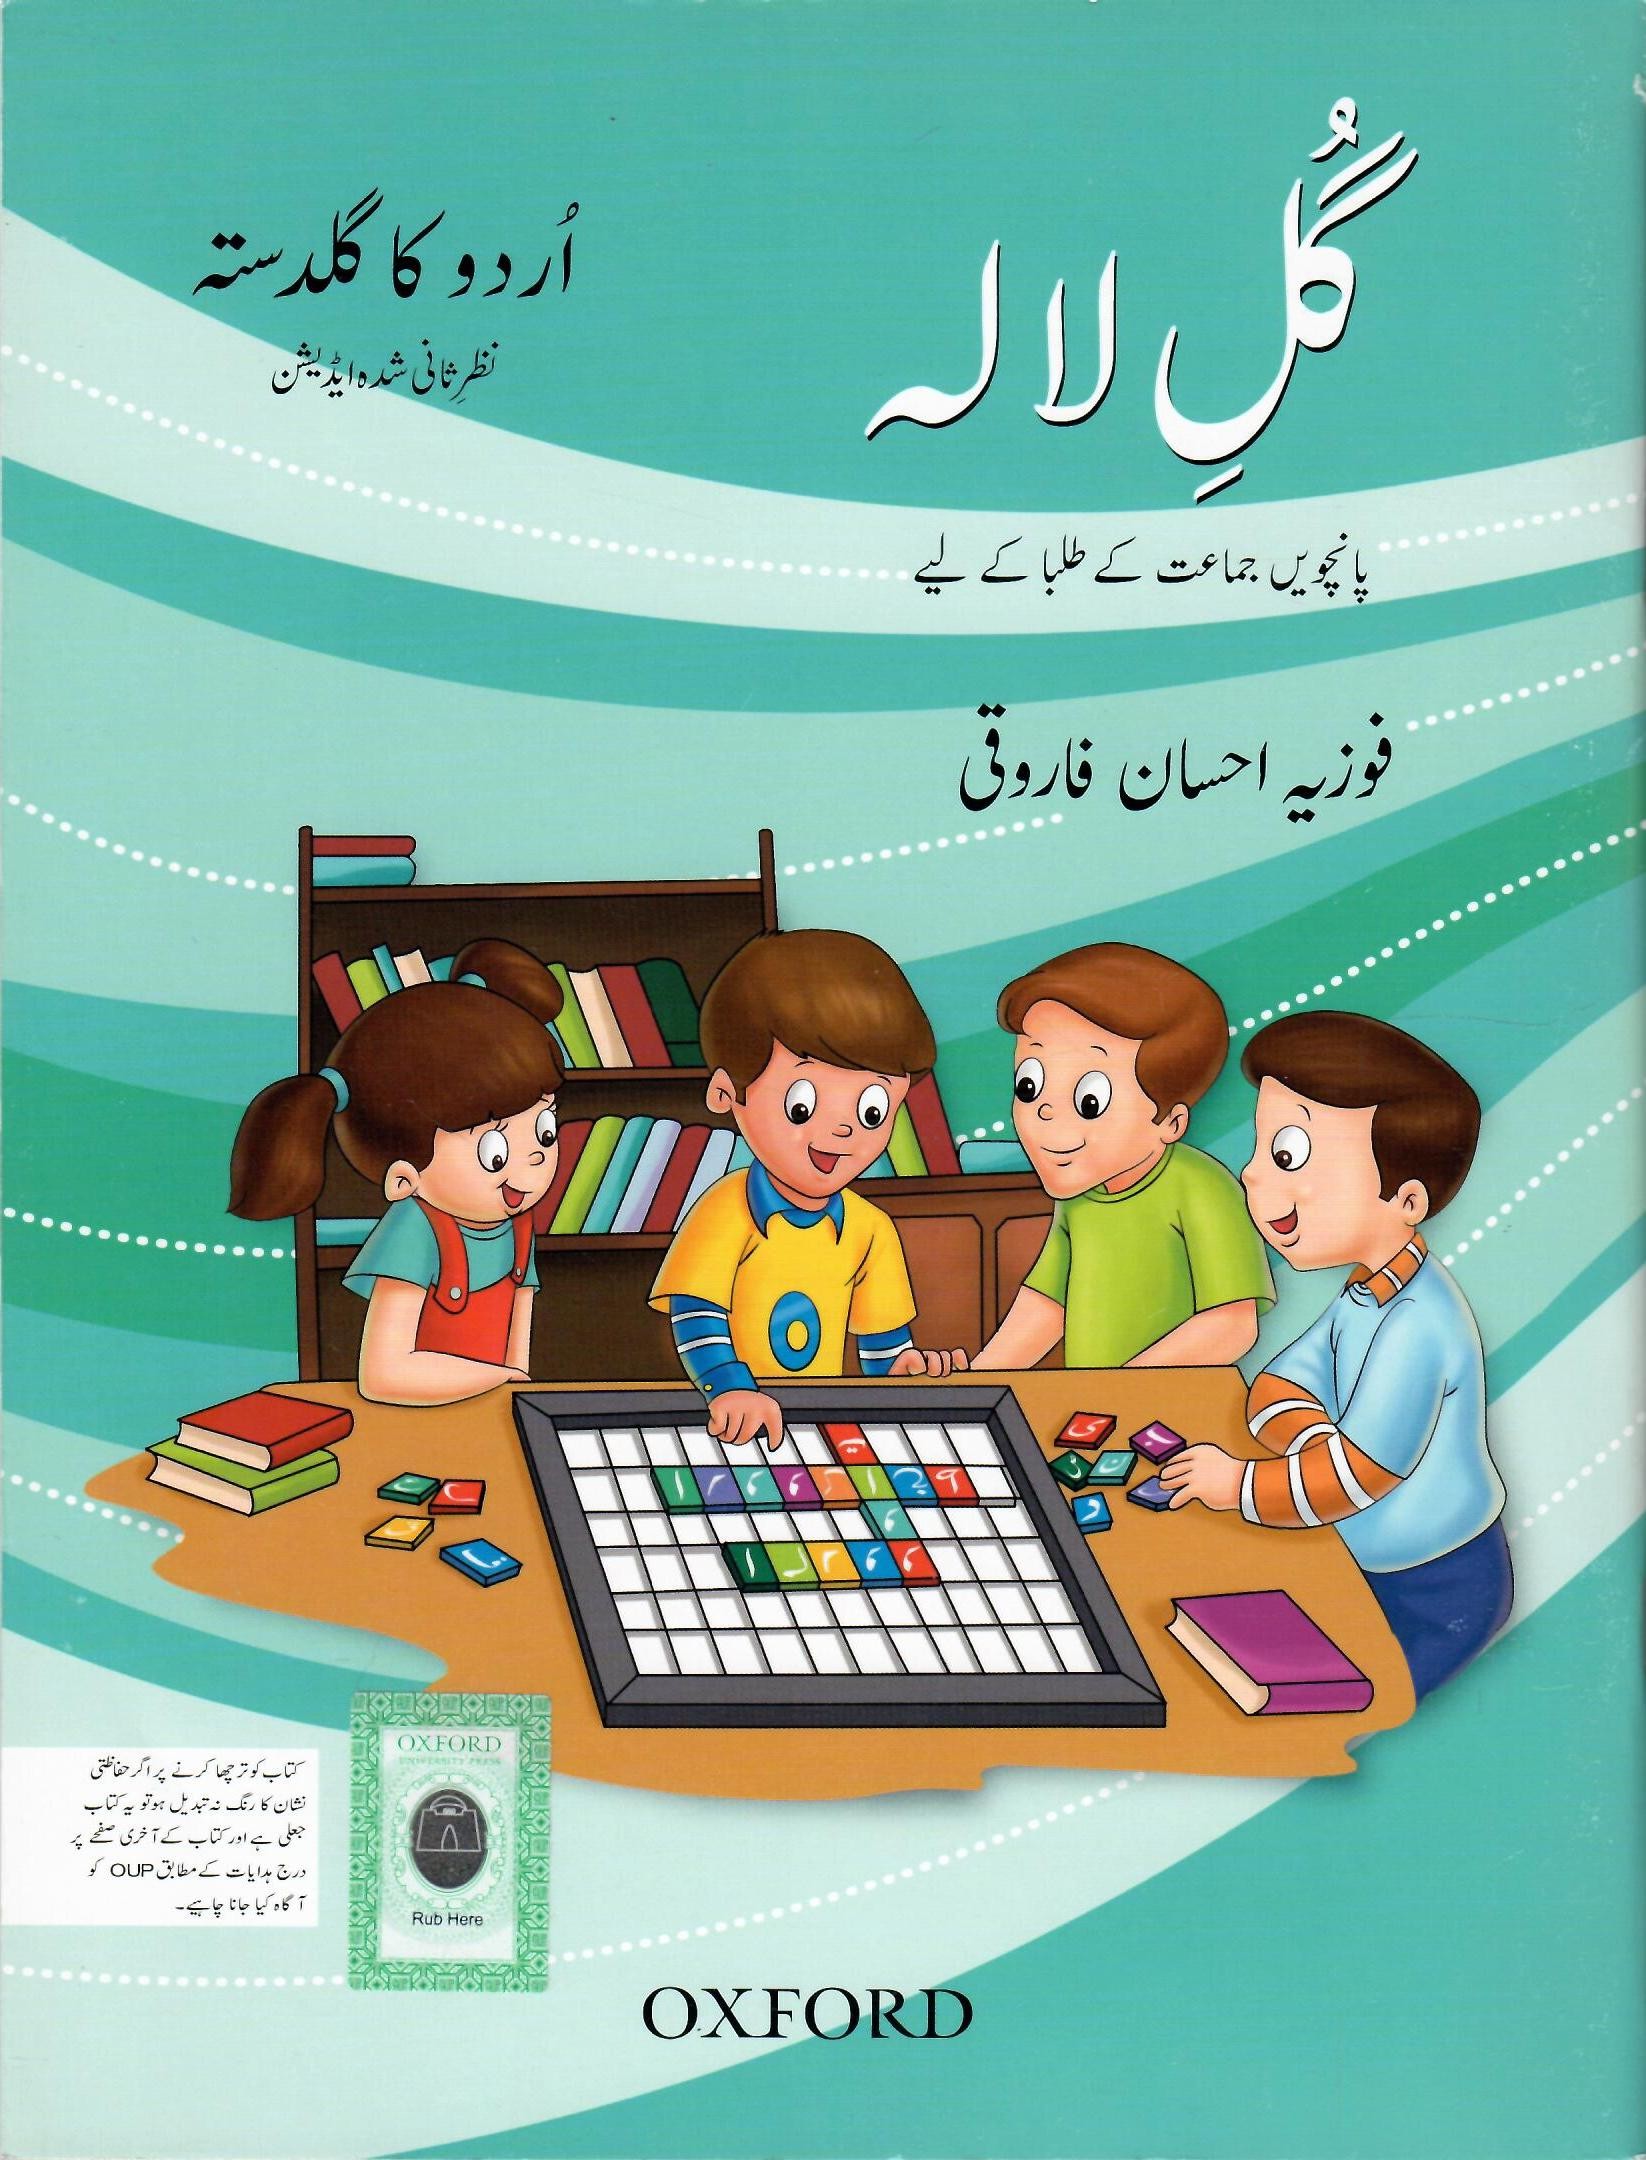 گُلِ لالہ
اُردو کا گلدستہ
نظرِثانی شدہ ایڈیشن
پانچویں جماعت کے طلبا کے لیے
فوزیہ احسان فاروقی
کتاب کو ترچھا کرنے پر اگر حفاظتی
نشان کا رنگ نہ تبدیل ہو تو یہ کتاب
جعلی ہے اور کتاب کے آخری صفحے پر
درج ہدایات کے مطابق OUP کو
آگاہ کیا جانا چاہیے۔
OXFORD
UNIVERSITY PRESS
Rub Here
OXFORD